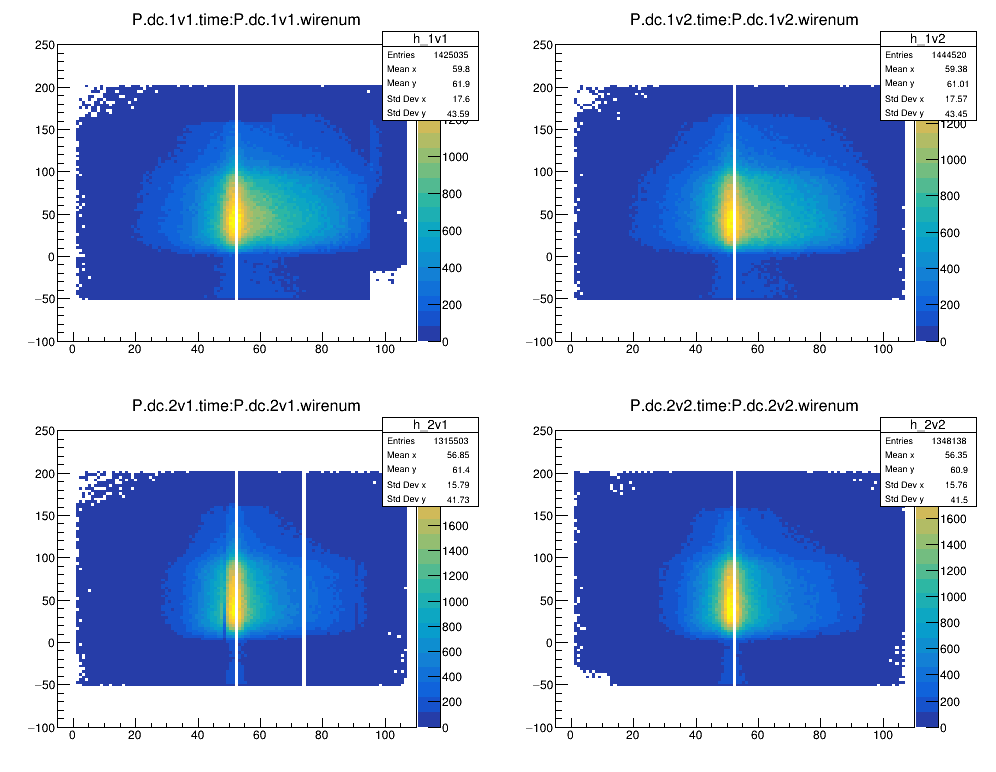 P.dc.1v1.time:P.dc.1v1.wirenum
h_1v1
Entries 1425035
Mean x 59.8
Mean y 61.9
Std Dev x 17.6
Std Dev y 43.59
250
200
150
100
50
0
−50
−100
0 20 40 60 80 100
1200
1000
800
600
400
200
0
P.dc.1v2.time:P.dc.1v2.wirenum
h_1v2
Entries 1444520
Mean x 59.38
Mean y 61.01
Std Dev x 17.57
Std Dev y 43.45
250
200
150
100
50
0
−50
−100
0 20 40 60 80 100
1200
1000
800
600
400
200
0
P.dc.2v1.time:P.dc.2v1.wirenum
h_2v1
Entries 1315503
Mean x 56.85
Mean y 61.4
Std Dev x 15.79
Std Dev y 41.73
250
200
150
100
50
0
−50
−100
0 20 40 60 80 100
1600
1400
1200
1000
800
600
400
200
0
P.dc.2v2.time:P.dc.2v2.wirenum
h_2v2
Entries 1348138
Mean x 56.35
Mean y 60.9
Std Dev x 15.76
Std Dev y 41.5
250
200
150
100
50
0
−50
−100
0 20 40 60 80 100
1600
1400
1200
1000
800
600
400
200
0